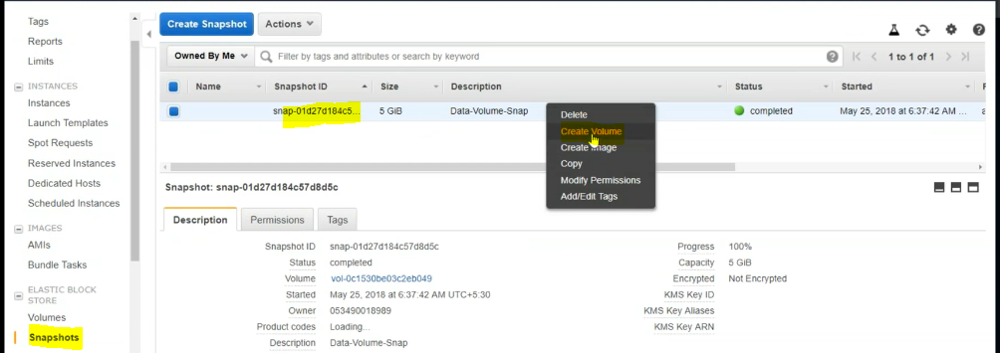 Tags
Reports
Limits
INSTANCES
Instances
Launch Templates
Spot Requests
Reserved Instances
Dedicated Hosts
Scheduled Instances
IMAGES
AMIs
Bundle Tasks
ELASTIC BLOCK
STORE
Volumes
Snapshots
Create Snapshot Actions
Owned By Me Filter by tags and attributes or search by keyword 1 to 1 of 1
Name Snapshot ID Size Description Status Started
snap-01d27d184c5... 5 GiB Data-Volume-Snap completed May 25, 2018 at 6:37:42 AM ...
Delete
Create Volume
Create Image
Copy
Modify Permissions
Add/Edit Tags
Snapshot: snap-01d27d184c57d8d5c
Description Permissions Tags
Snapshot ID snap-01d27d184c57d8d5c Progress 100%
Status completed Capacity 5 GiB
Volume vol-0c1530be03c2eb049 Encrypted Not Encrypted
Started May 25, 2018 at 6:37:42 AM UTC+5:30 KMS Key ID
Owner 053490018989 KMS Key Aliases
Product codes Loading... KMS Key ARN
Description Data-Volume-Snap